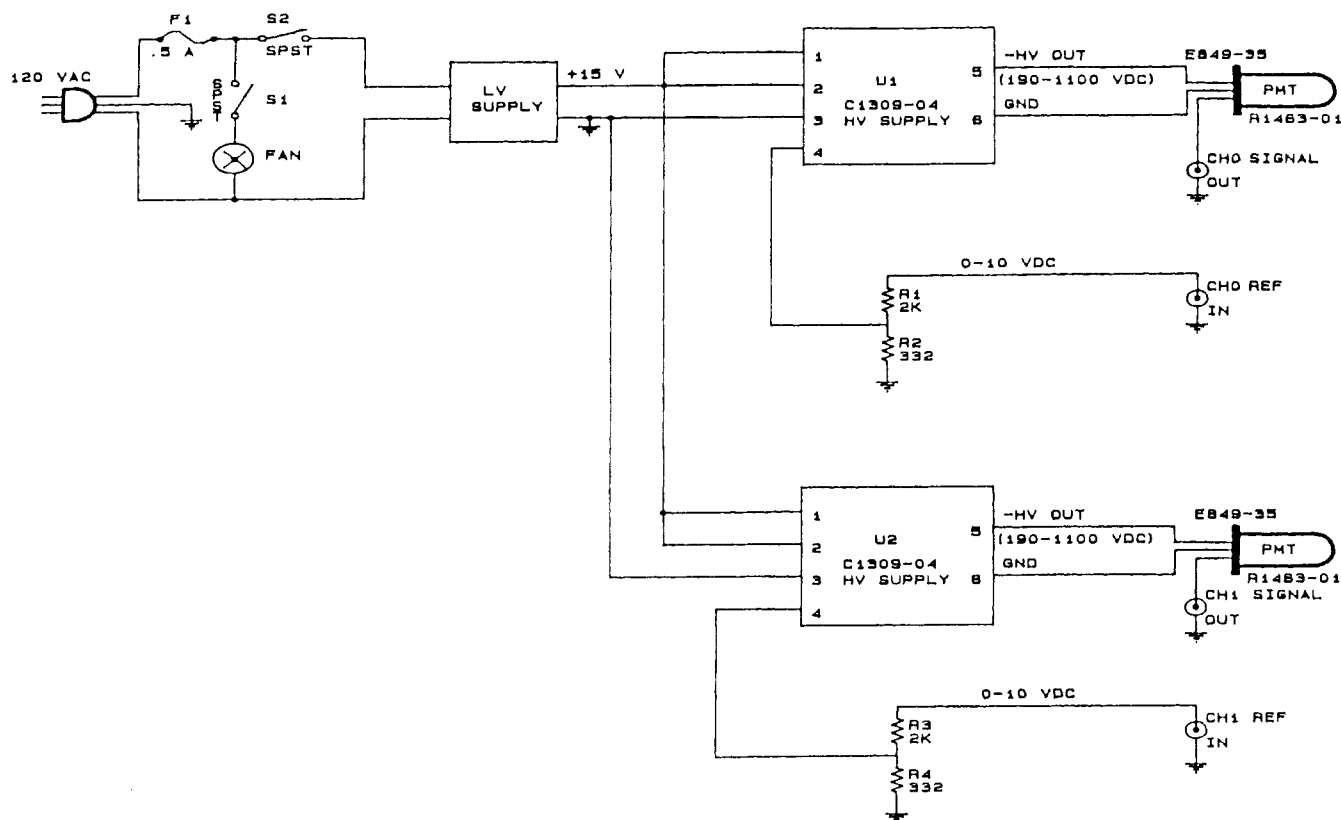 F1
.5 A
S2
SPST
120 VAC
SPST
S1
FAN
LV
SUPPLY
+15 V
1
2
3
4
U1
C1309-04
HV SUPPLY
5
6
-HV OUT
(190-1100 VDC)
GND
E849-35
PMT
R1463-01
CH0 SIGNAL
OUT
0-10 VDC
R1
2K
R2
332
CH0 REF
IN
1
2
3
4
U2
C1309-04
HV SUPPLY
5
6
-HV OUT
(190-1100 VDC)
GND
E849-35
PMT
R1463-01
CH1 SIGNAL
OUT
0-10 VDC
R3
2K
R4
332
CH1 REF
IN